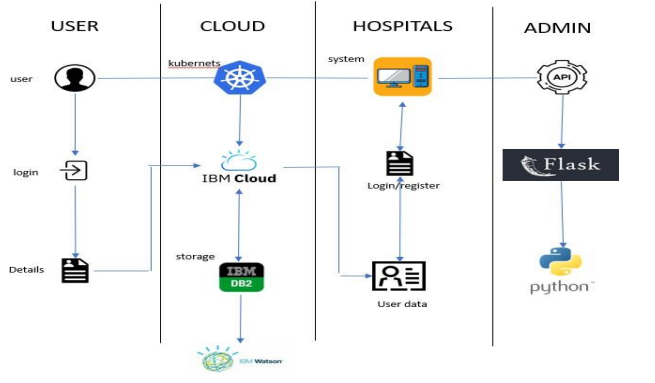 USER
CLOUD
HOSPITALS
ADMIN
user
kubernets
system
API
login
IBM Cloud
Login/register
Flask
Details
storage
IBM
DB2
User data
python
IBM Watson